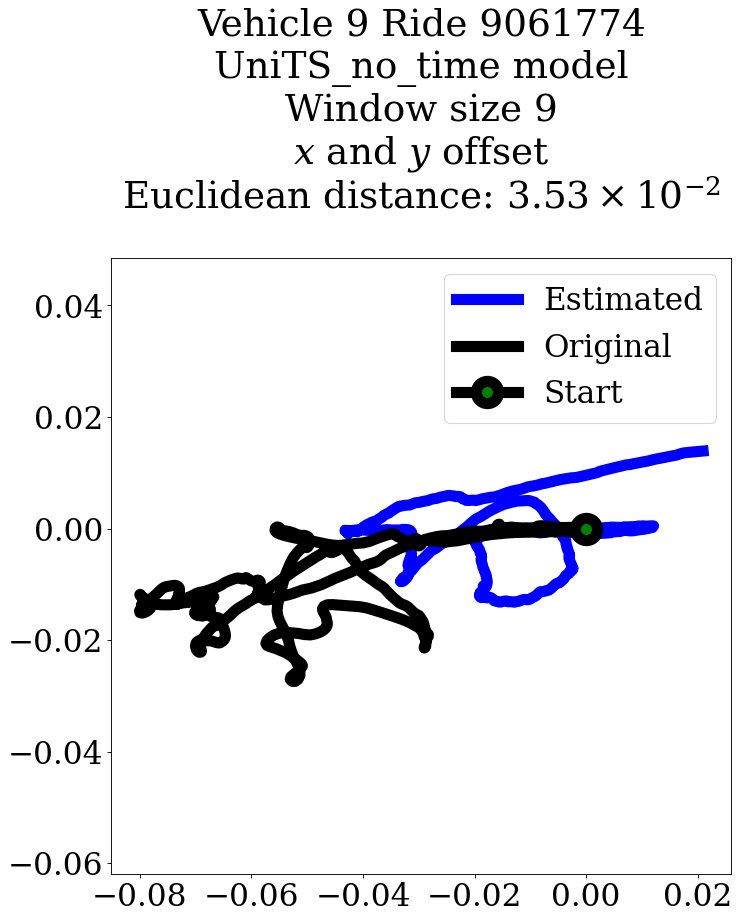 Vehicle 9 Ride 9061774
UniTS_no_time model
Window size 9
x and y offset
Euclidean distance: 3.53 × 10⁻²
Estimated
Original
Start
0.04
0.02
0.00
−0.02
−0.04
−0.06
−0.08 −0.06 −0.04 −0.02 0.00 0.02